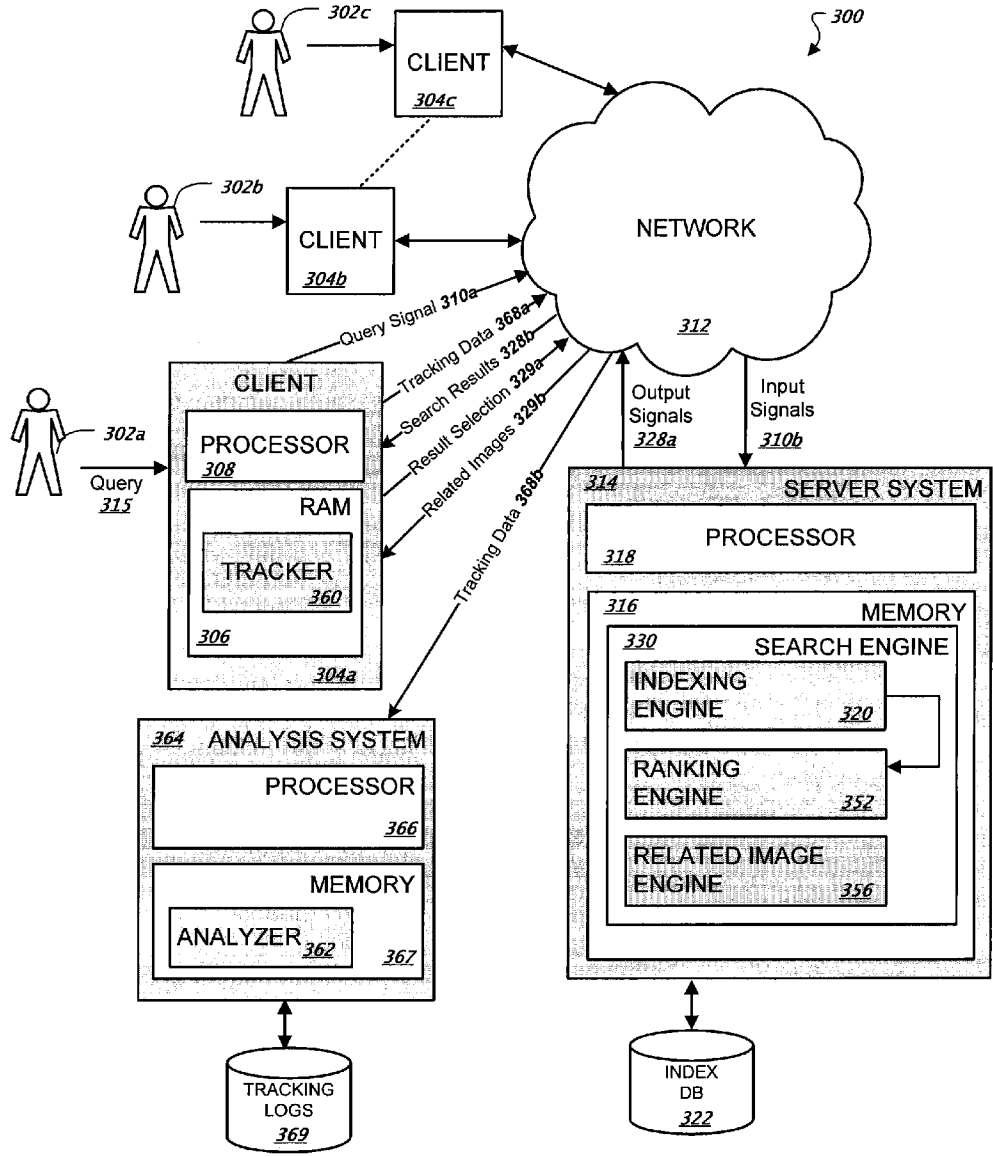 302c
300
CLIENT
304c
302b
CLIENT
304b
NETWORK
312
Query Signal 310a
Tracking Data 368a
Search Results 328b
Result Selection 329a
Related Images 329b
Tracking Data 368b
Output
Signals
328a
Input
Signals
310b
302a
Query
315
CLIENT
PROCESSOR
308
RAM
TRACKER
360
306
304a
314
SERVER SYSTEM
PROCESSOR
318
316
MEMORY
330
SEARCH ENGINE
INDEXING
ENGINE
320
RANKING
ENGINE
352
RELATED IMAGE
ENGINE
356
364
ANALYSIS SYSTEM
PROCESSOR
366
MEMORY
ANALYZER
362
367
TRACKING
LOGS
369
INDEX
DB
322